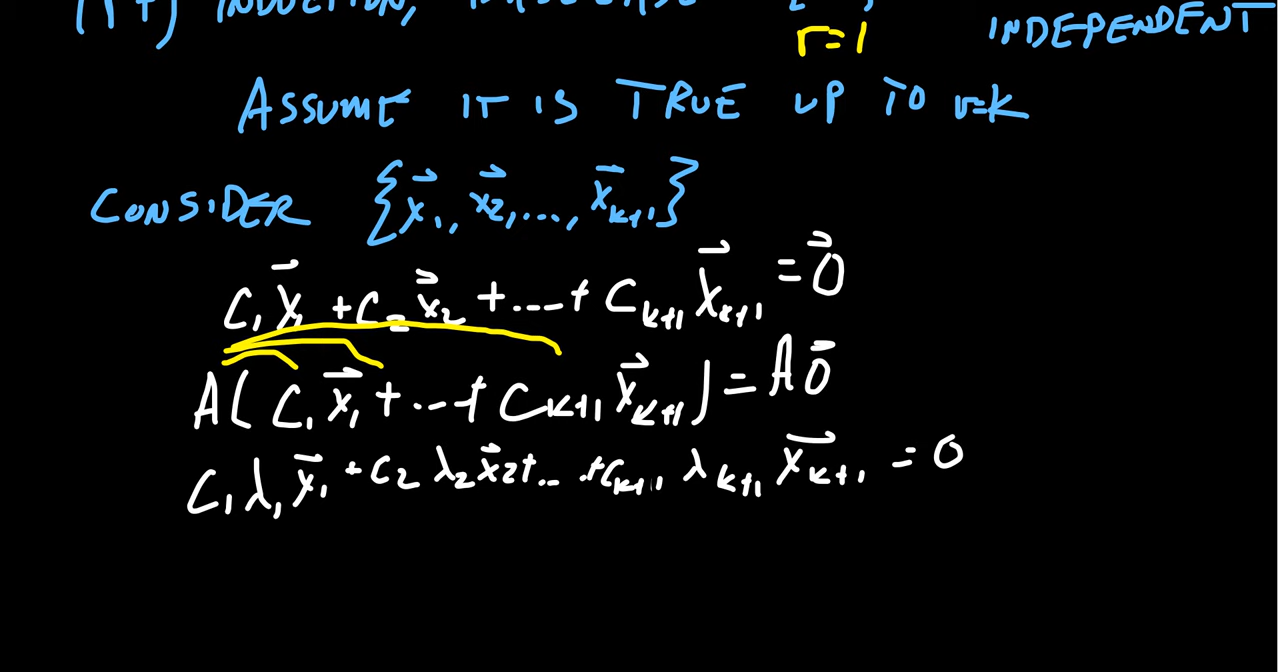 INDUCTION,
r=1
INDEPENDENT
ASSUME IT IS TRUE UP TO r=k
CONSIDER {x⃗₁, x⃗₂, ..., x⃗ₖ₊₁}
C₁x⃗₁ + C₂x⃗₂ + .... + Cₖ₊₁x⃗ₖ₊₁ = 0⃗
A(C₁x⃗₁ + ... + Cₖ₊₁x⃗ₖ₊₁) = A0⃗
C₁λ₁x⃗₁ + C₂λ₂x⃗₂ + ... + Cₖ₊₁λₖ₊₁x⃗ₖ₊₁ = 0